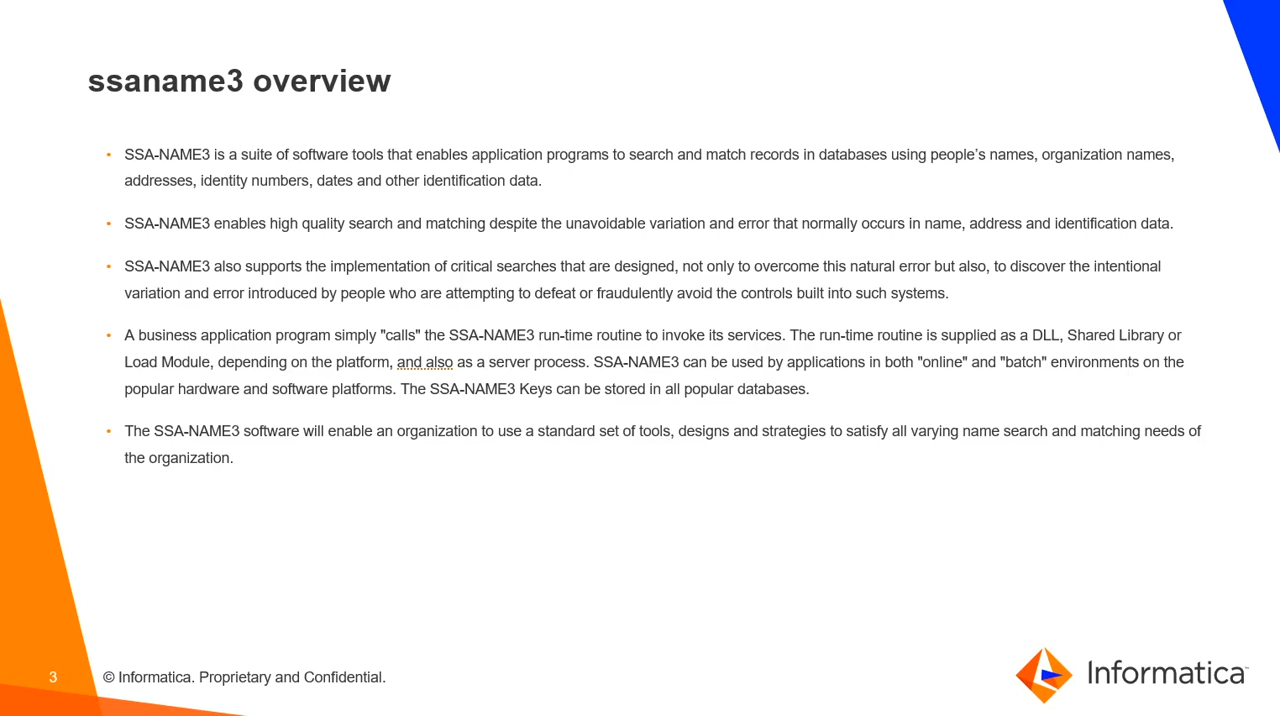 ssaname3 overview
• SSA-NAME3 is a suite of software tools that enables application programs to search and match records in databases using people’s names, organization names,
addresses, identity numbers, dates and other identification data.
• SSA-NAME3 enables high quality search and matching despite the unavoidable variation and error that normally occurs in name, address and identification data.
• SSA-NAME3 also supports the implementation of critical searches that are designed, not only to overcome this natural error but also, to discover the intentional
variation and error introduced by people who are attempting to defeat or fraudulently avoid the controls built into such systems.
• A business application program simply "calls" the SSA-NAME3 run-time routine to invoke its services. The run-time routine is supplied as a DLL, Shared Library or
Load Module, depending on the platform, and also as a server process. SSA-NAME3 can be used by applications in both "online" and "batch" environments on the
popular hardware and software platforms. The SSA-NAME3 Keys can be stored in all popular databases.
• The SSA-NAME3 software will enable an organization to use a standard set of tools, designs and strategies to satisfy all varying name search and matching needs of
the organization.
3 © Informatica. Proprietary and Confidential.
Informatica™